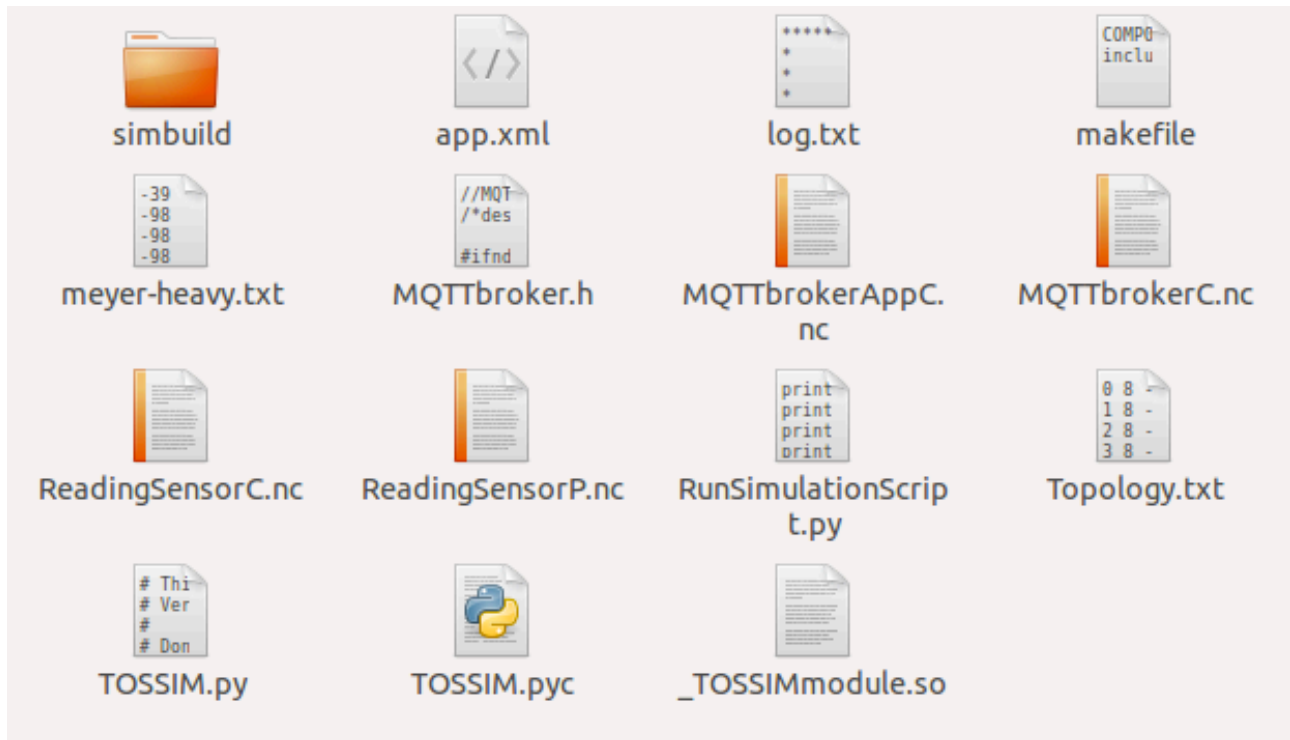 *****
*
*
*
COMPO
inclu
simbuild
app.xml
log.txt
makefile
-39
-98
-98
-98
//MQT
/*des
#ifnd
meyer-heavy.txt
MQTTbroker.h
MQTTbrokerAppC.
nc
MQTTbrokerC.nc
print
print
print
print
0 8 -
1 8 -
2 8 -
3 8 -
ReadingSensorC.nc
ReadingSensorP.nc
RunSimulationScrip
t.py
Topology.txt
# Thi
# Ver
#
# Don
TOSSIM.py
TOSSIM.pyc
_TOSSIMmodule.so